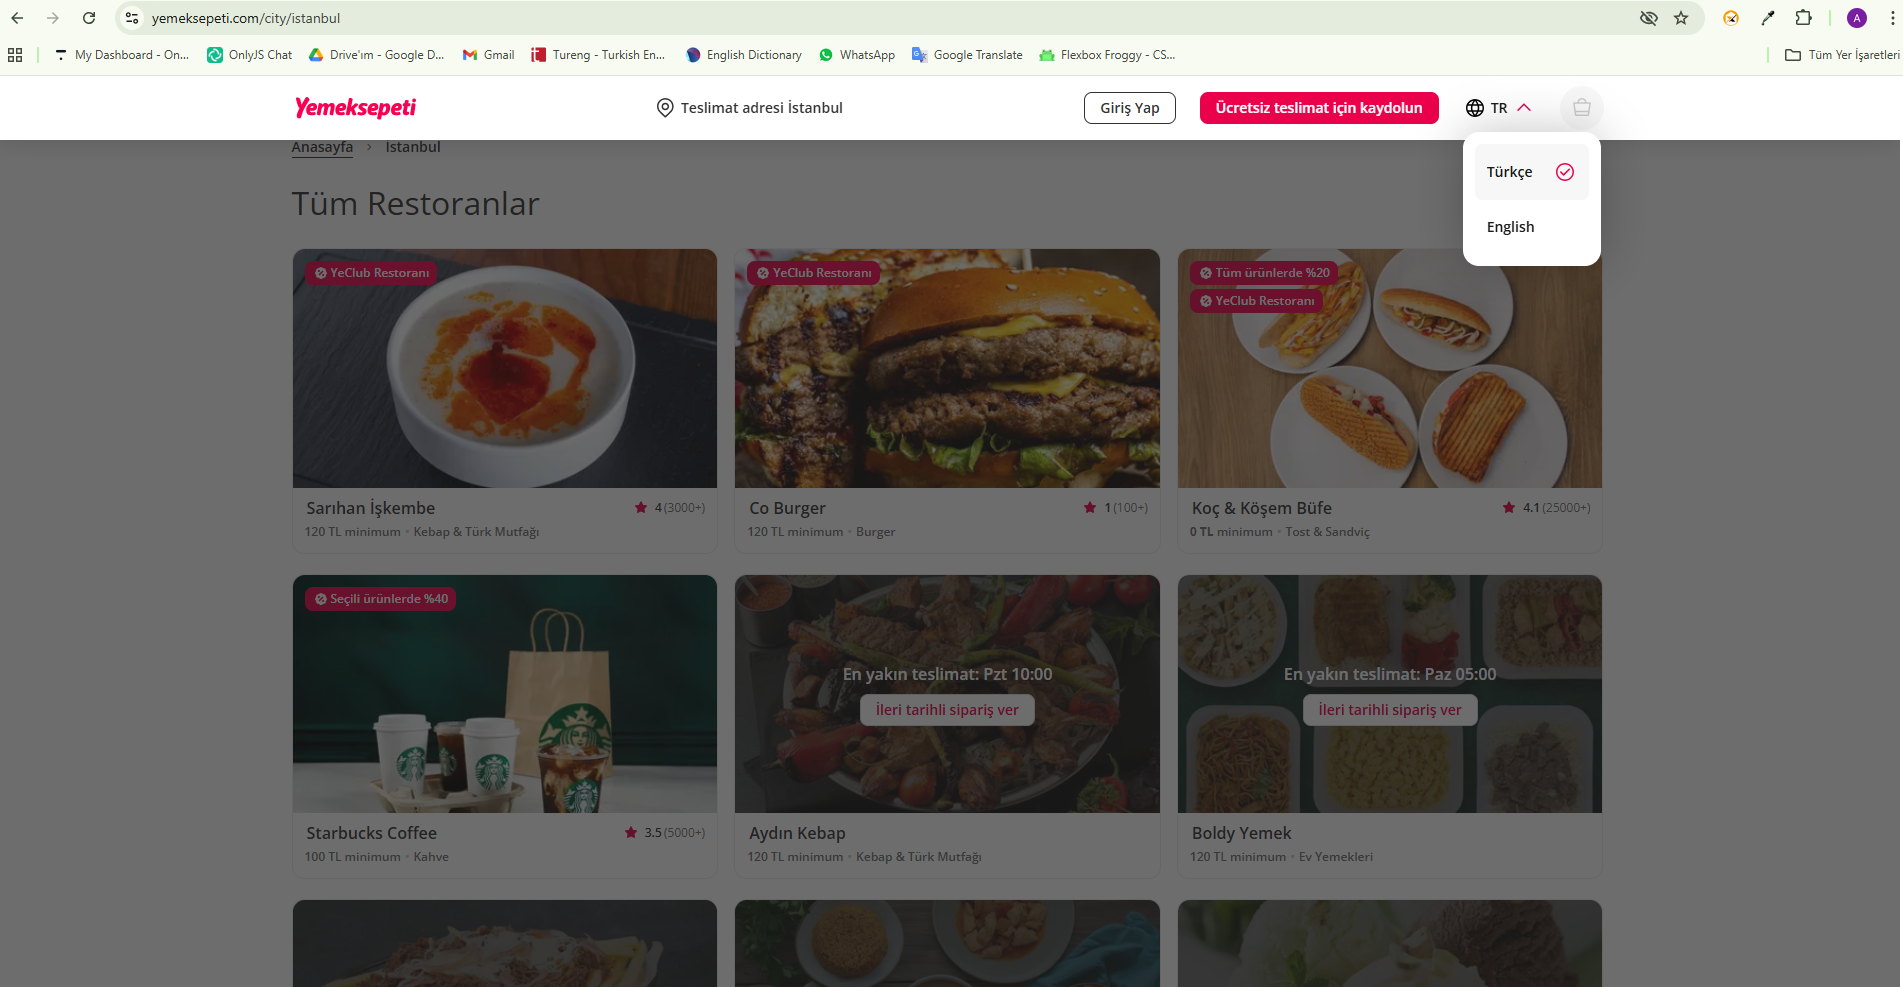 yemeksepeti.com/city/istanbul
A
My Dashboard - On...
OnlyJS Chat
Drive'ım - Google D...
Gmail
Tureng - Turkish En...
English Dictionary
WhatsApp
Google Translate
Flexbox Froggy - CS...
Tüm Yer İşaretleri
Yemeksepeti
Teslimat adresi İstanbul
Giriş Yap
Ücretsiz teslimat için kaydolun
TR
Türkçe
English
Anasayfa > İstanbul
Tüm Restoranlar
YeClub Restoranı
YeClub Restoranı
Tüm ürünlerde %20
YeClub Restoranı
Sarıhan İşkembe
4 (3000+)
120 TL minimum • Kebap & Türk Mutfağı
Co Burger
1 (100+)
120 TL minimum • Burger
Koç & Köşem Büfe
4.1 (25000+)
0 TL minimum • Tost & Sandviç
Seçili ürünlerde %40
En yakın teslimat: Pzt 10:00
İleri tarihli sipariş ver
En yakın teslimat: Paz 05:00
İleri tarihli sipariş ver
Starbucks Coffee
3.5 (5000+)
100 TL minimum • Kahve
Aydın Kebap
120 TL minimum • Kebap & Türk Mutfağı
Boldy Yemek
120 TL minimum • Ev Yemekleri